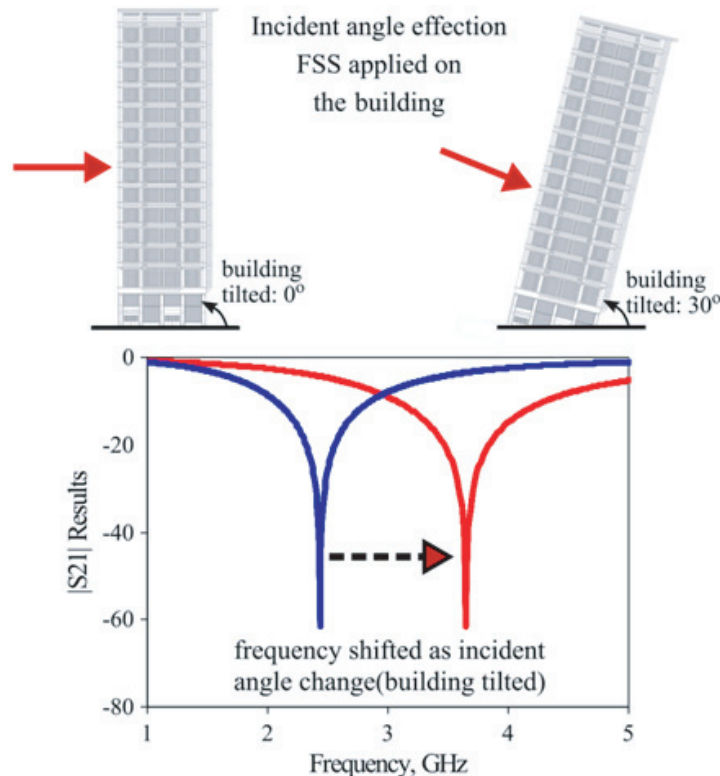 Incident angle effection
FSS applied on
the building
building
tilted: 0°
building
tilted: 30°
0
-20
-40
-60
-80
|S21| Results
frequency shifted as incident
angle change(building tilted)
1 2 3 4 5
Frequency, GHz